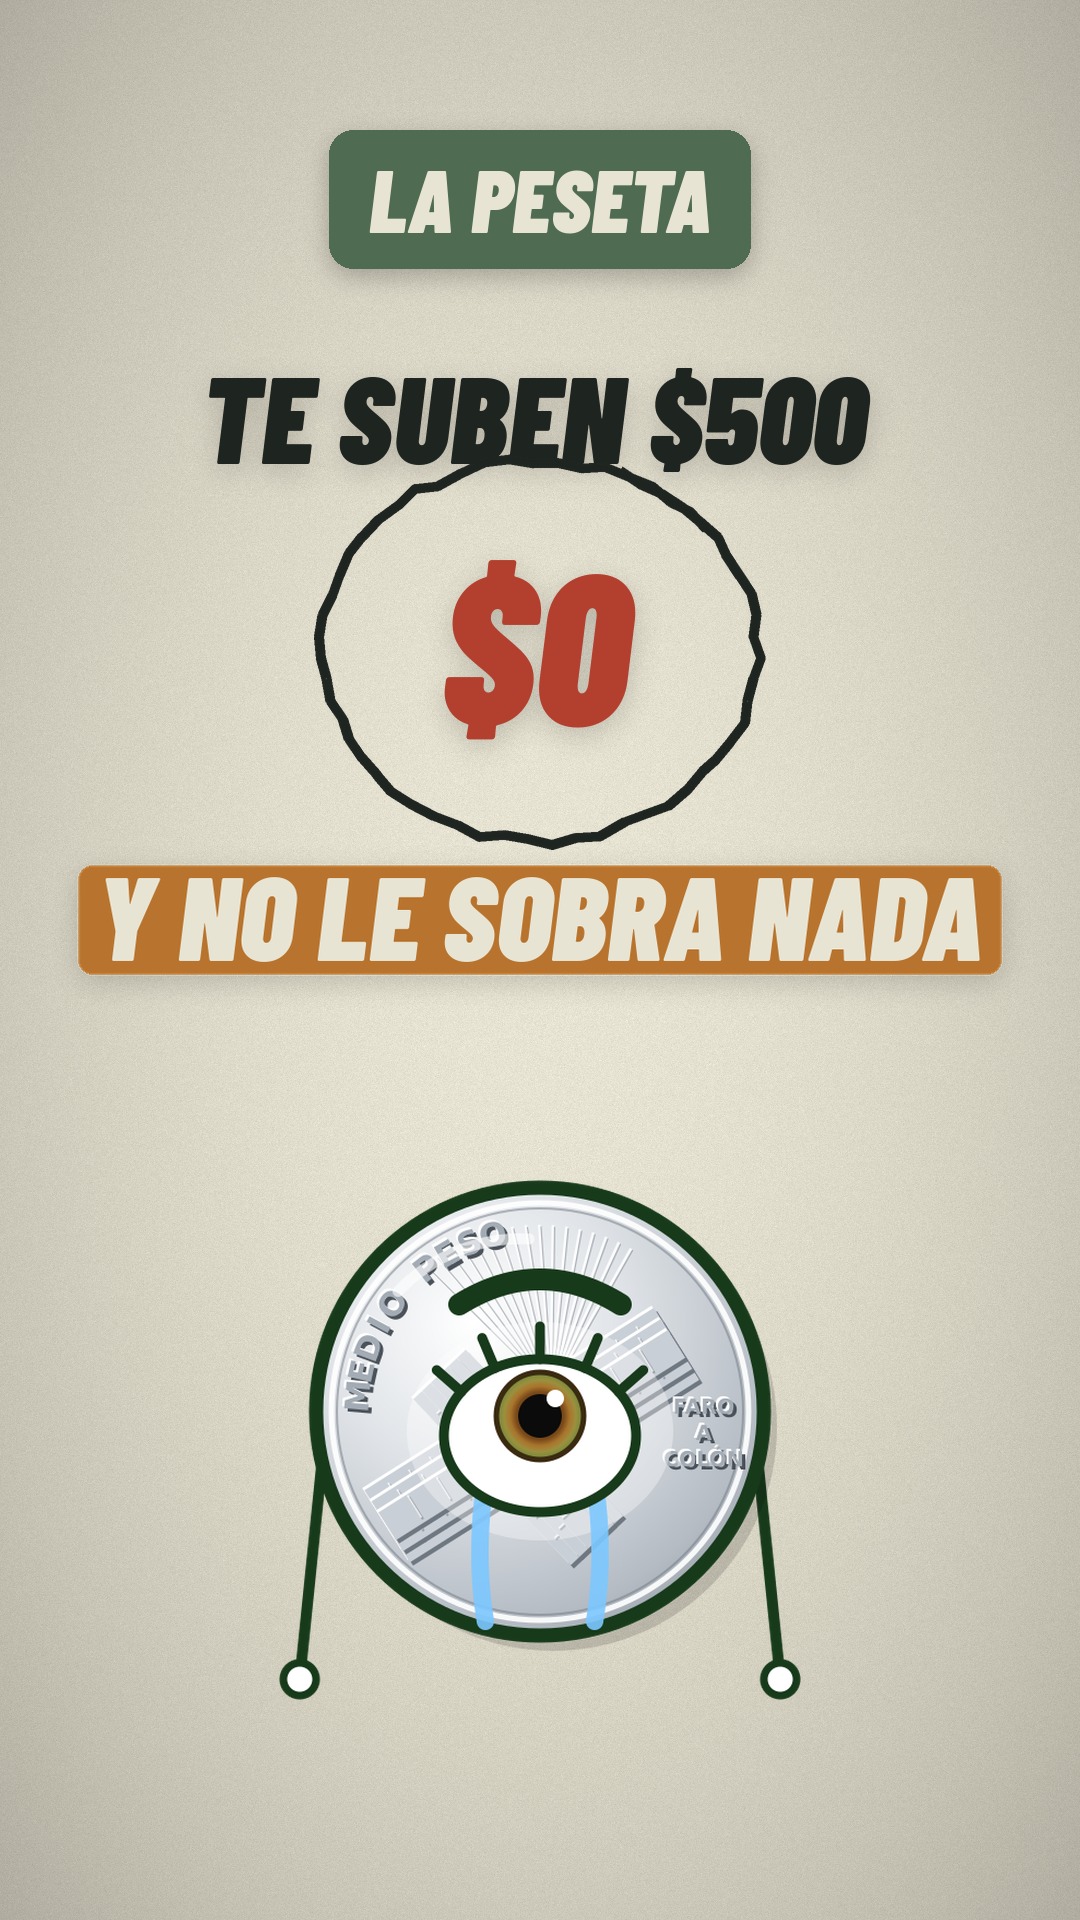 LA PESETA
TE SUBEN $500
$0
Y NO LE SOBRA NADA
MEDIO PESO
FARO
A
COLÓN